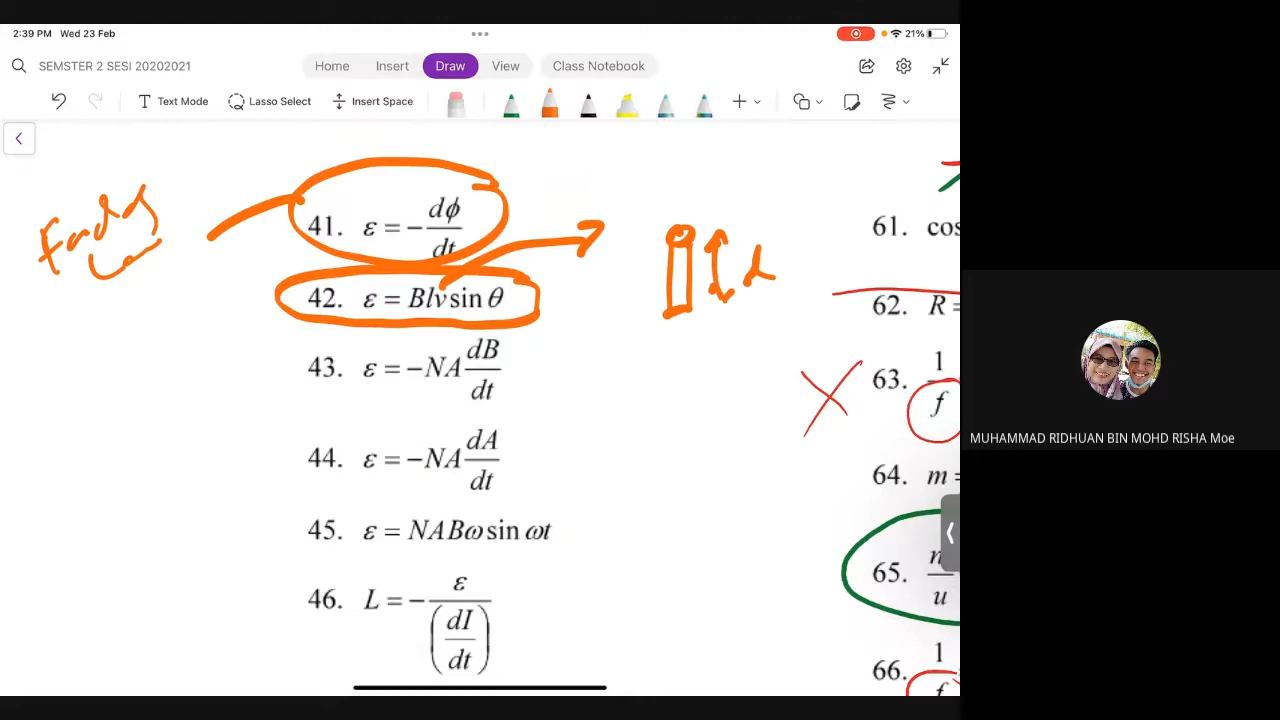 2:39 PM Wed 23 Feb
21%
SEMSTER 2 SESI 20202021
Home Insert Draw View Class Notebook
Text Mode Lasso Select Insert Space
41. ε = - dϕ/dt
42. ε = Blv sin θ
43. ε = -NA dB/dt
44. ε = -NA dA/dt
45. ε = NABω sin ωt
46. L = - ε/(dI/dt)
61. cos
62. R =
63. 1/f
64. m =
65. n/u
66. 1/f
MUHAMMAD RIDHUAN BIN MOHD RISHA Moe